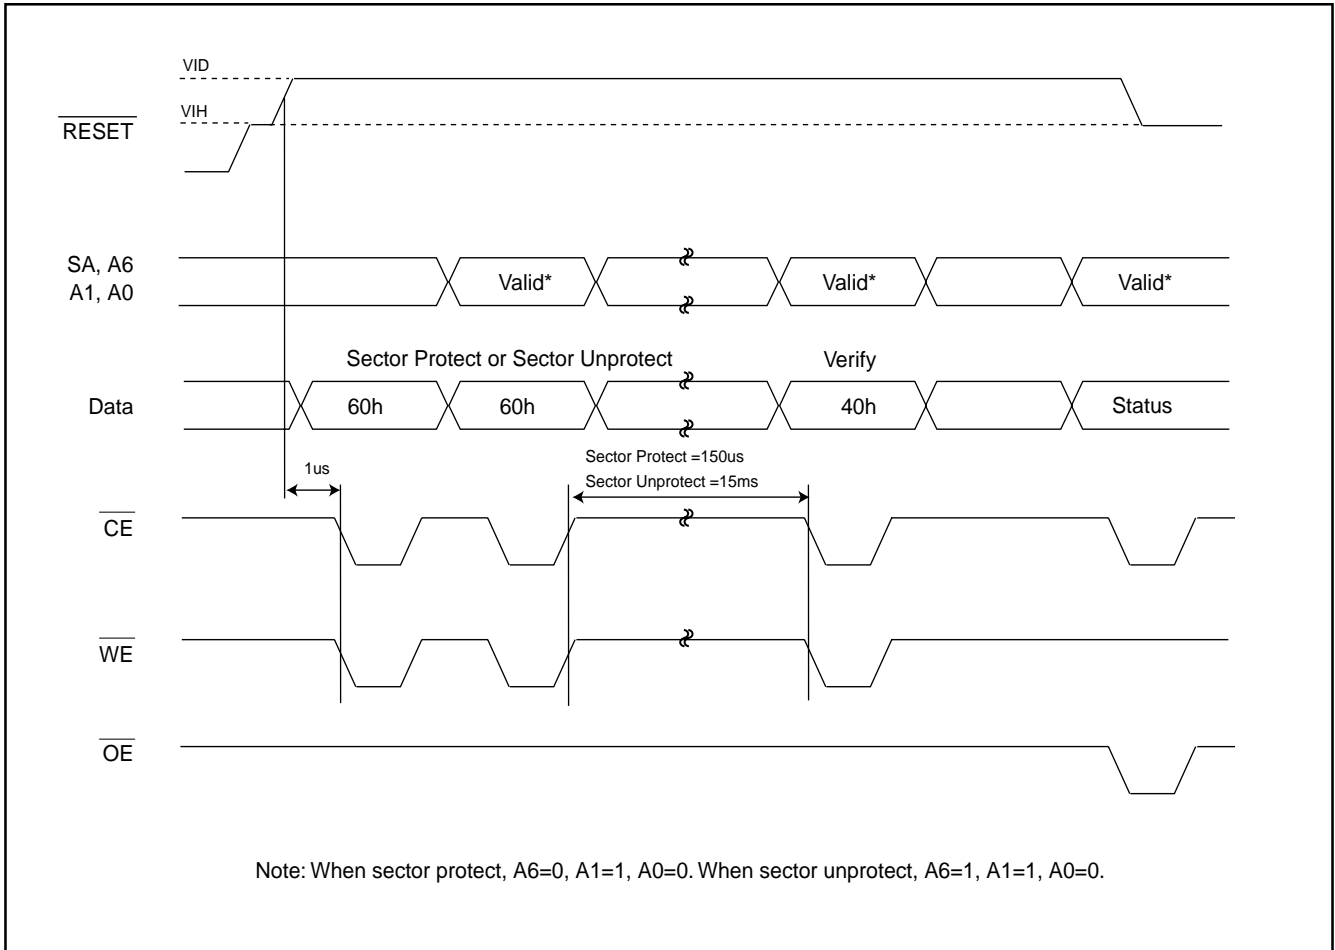 VID
VIH
RESET
SA, A6
A1, A0
Valid*
Valid*
Valid*
Sector Protect or Sector Unprotect
Verify
Data
60h
60h
40h
Status
1us
Sector Protect =150us
Sector Unprotect =15ms
CE
WE
OE
Note: When sector protect, A6=0, A1=1, A0=0. When sector unprotect, A6=1, A1=1, A0=0.